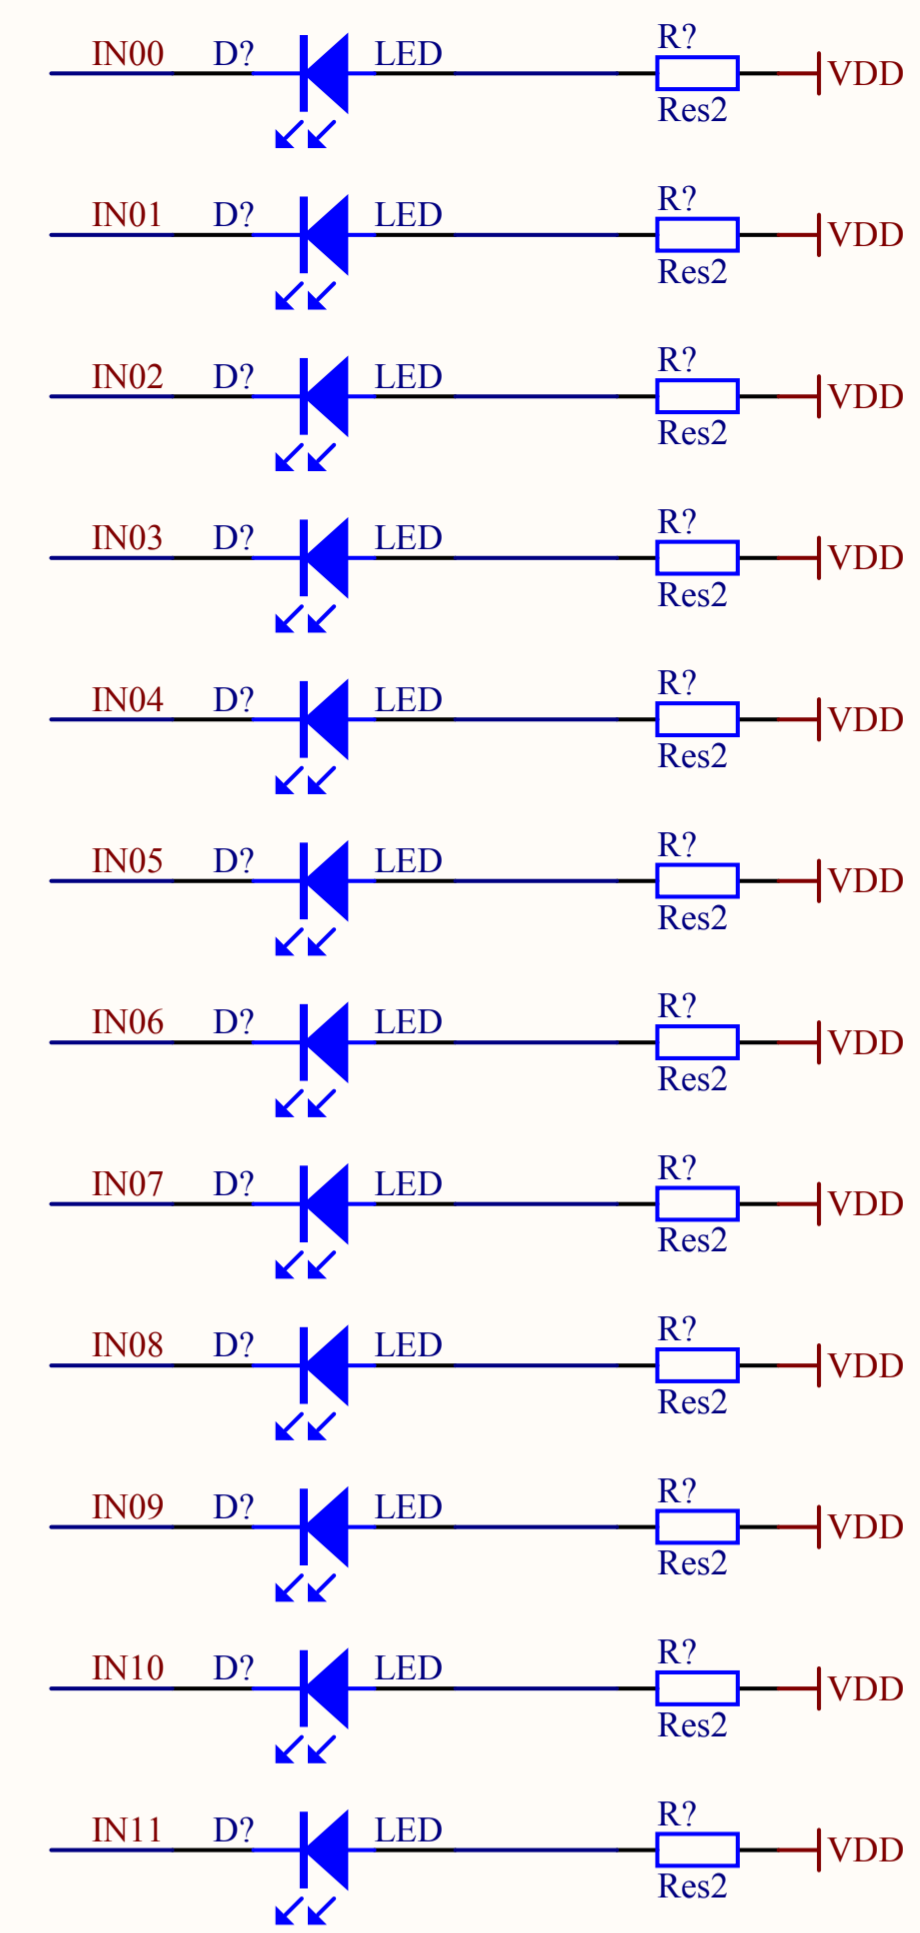 R?
IN00 D? LED VDD
Res2
R?
IN01 D? LED VDD
Res2
R?
IN02 D? LED VDD
Res2
R?
IN03 D? LED VDD
Res2
R?
IN04 D? LED VDD
Res2
R?
IN05 D? LED VDD
Res2
R?
IN06 D? LED VDD
Res2
R?
IN07 D? LED VDD
Res2
R?
IN08 D? LED VDD
Res2
R?
IN09 D? LED VDD
Res2
R?
IN10 D? LED VDD
Res2
R?
IN11 D? LED VDD
Res2